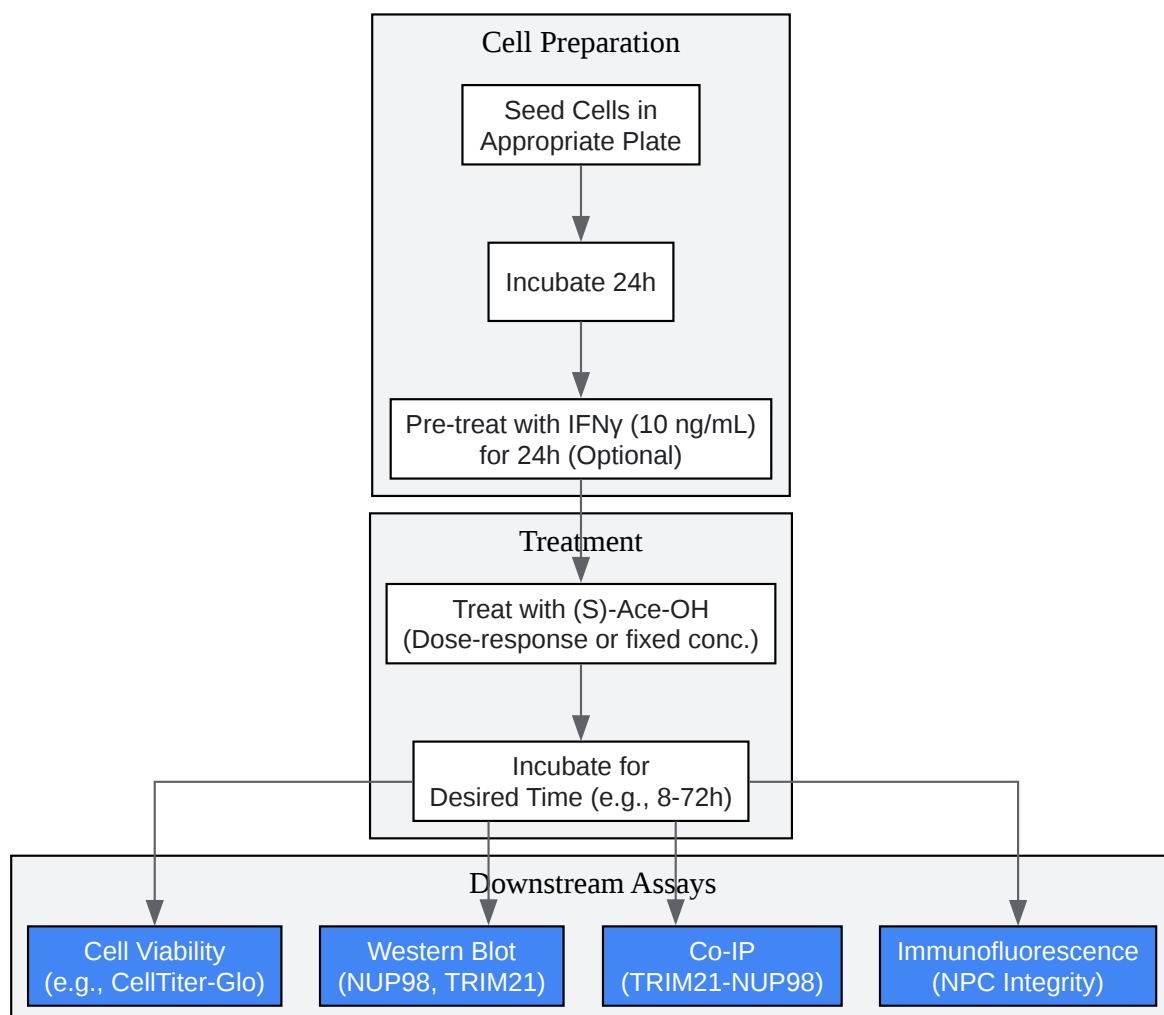 Cell Preparation
Seed Cells in
Appropriate Plate
Incubate 24h
Pre-treat with IFNγ (10 ng/mL)
for 24h (Optional)
Treatment
Treat with (S)-Ace-OH
(Dose-response or fixed conc.)
Incubate for
Desired Time (e.g., 8-72h)
Downstream Assays
Cell Viability
(e.g., CellTiter-Glo)
Western Blot
(NUP98, TRIM21)
Co-IP
(TRIM21-NUP98)
Immunofluorescence
(NPC Integrity)